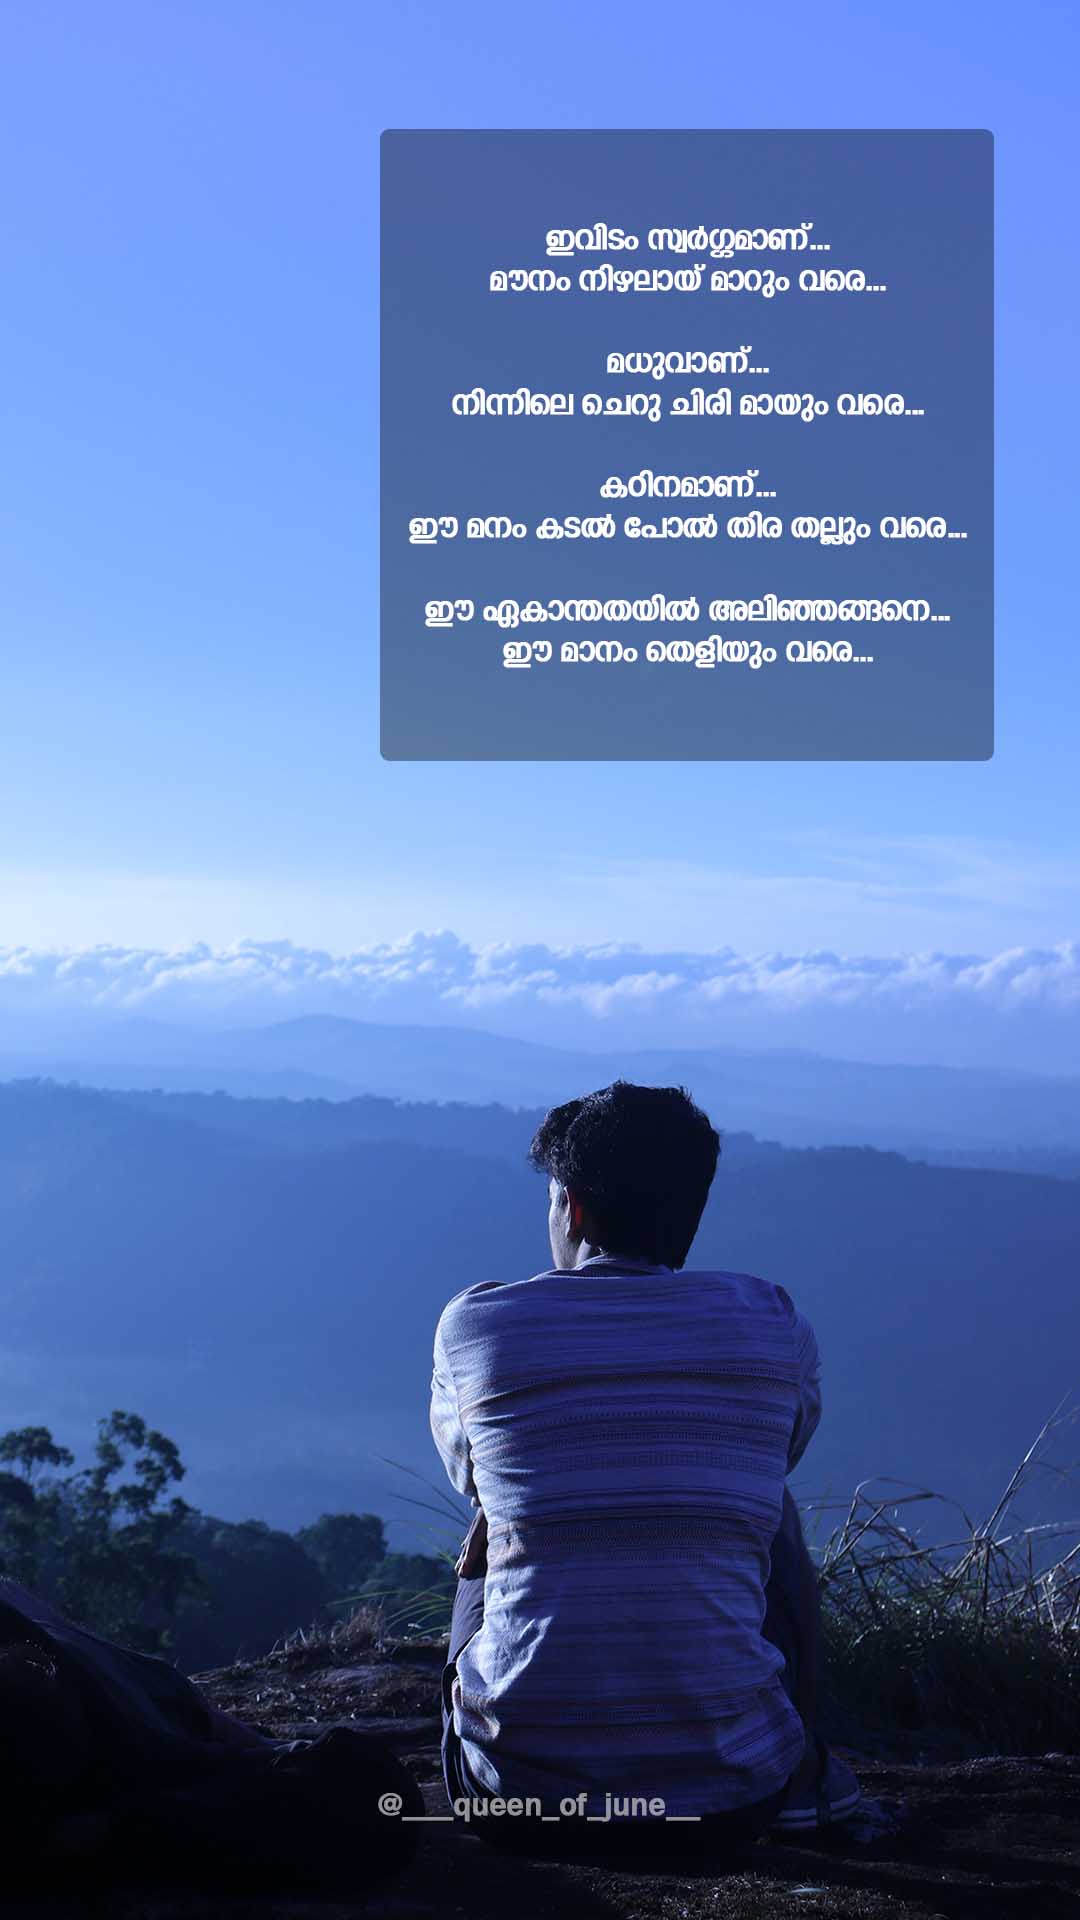 ഇവിടം സ്വർഗ്ഗമാണ്...
മൗനം നിഴലായ് മാറും വരെ...
മധുവാണ്...
നിന്നിലെ ചെറു ചിരി മായും വരെ...
കഠിനമാണ്...
ഈ മനം കടൽ പോൽ തിര തല്ലും വരെ...
ഈ ഏകാന്തതയിൽ അലിഞ്ഞങ്ങനെ...
ഈ മാനം തെളിയും വരെ...
@___queen_of_june__